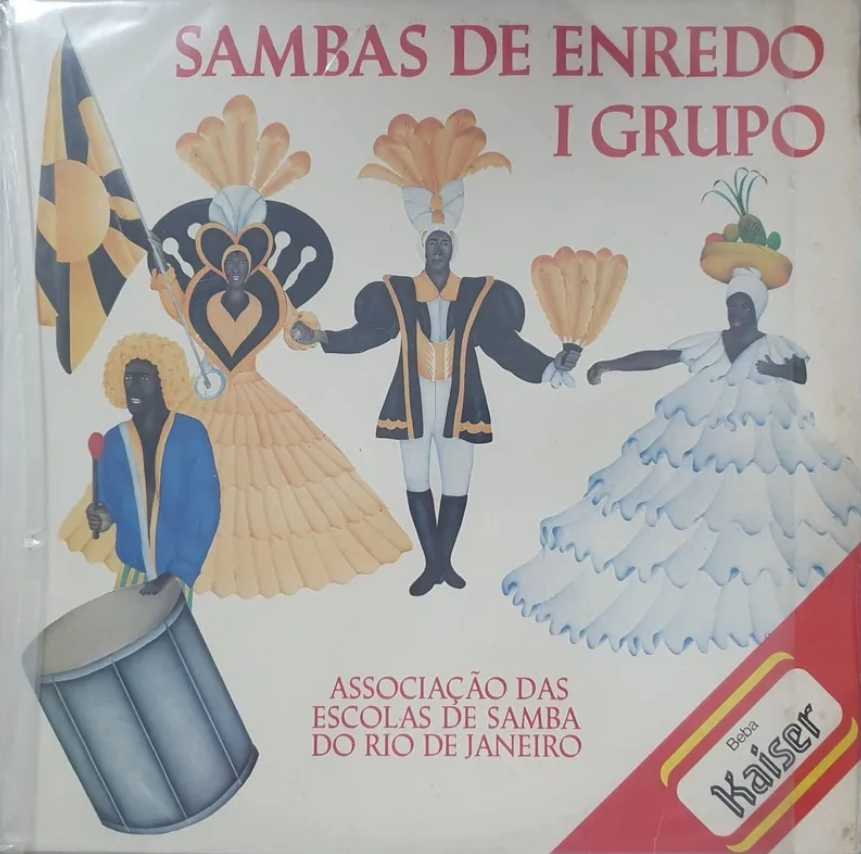 SAMBAS DE ENREDO
I GRUPO
ASSOCIAÇÃO DAS
ESCOLAS DE SAMBA
DO RIO DE JANEIRO
Beba
Kaiser